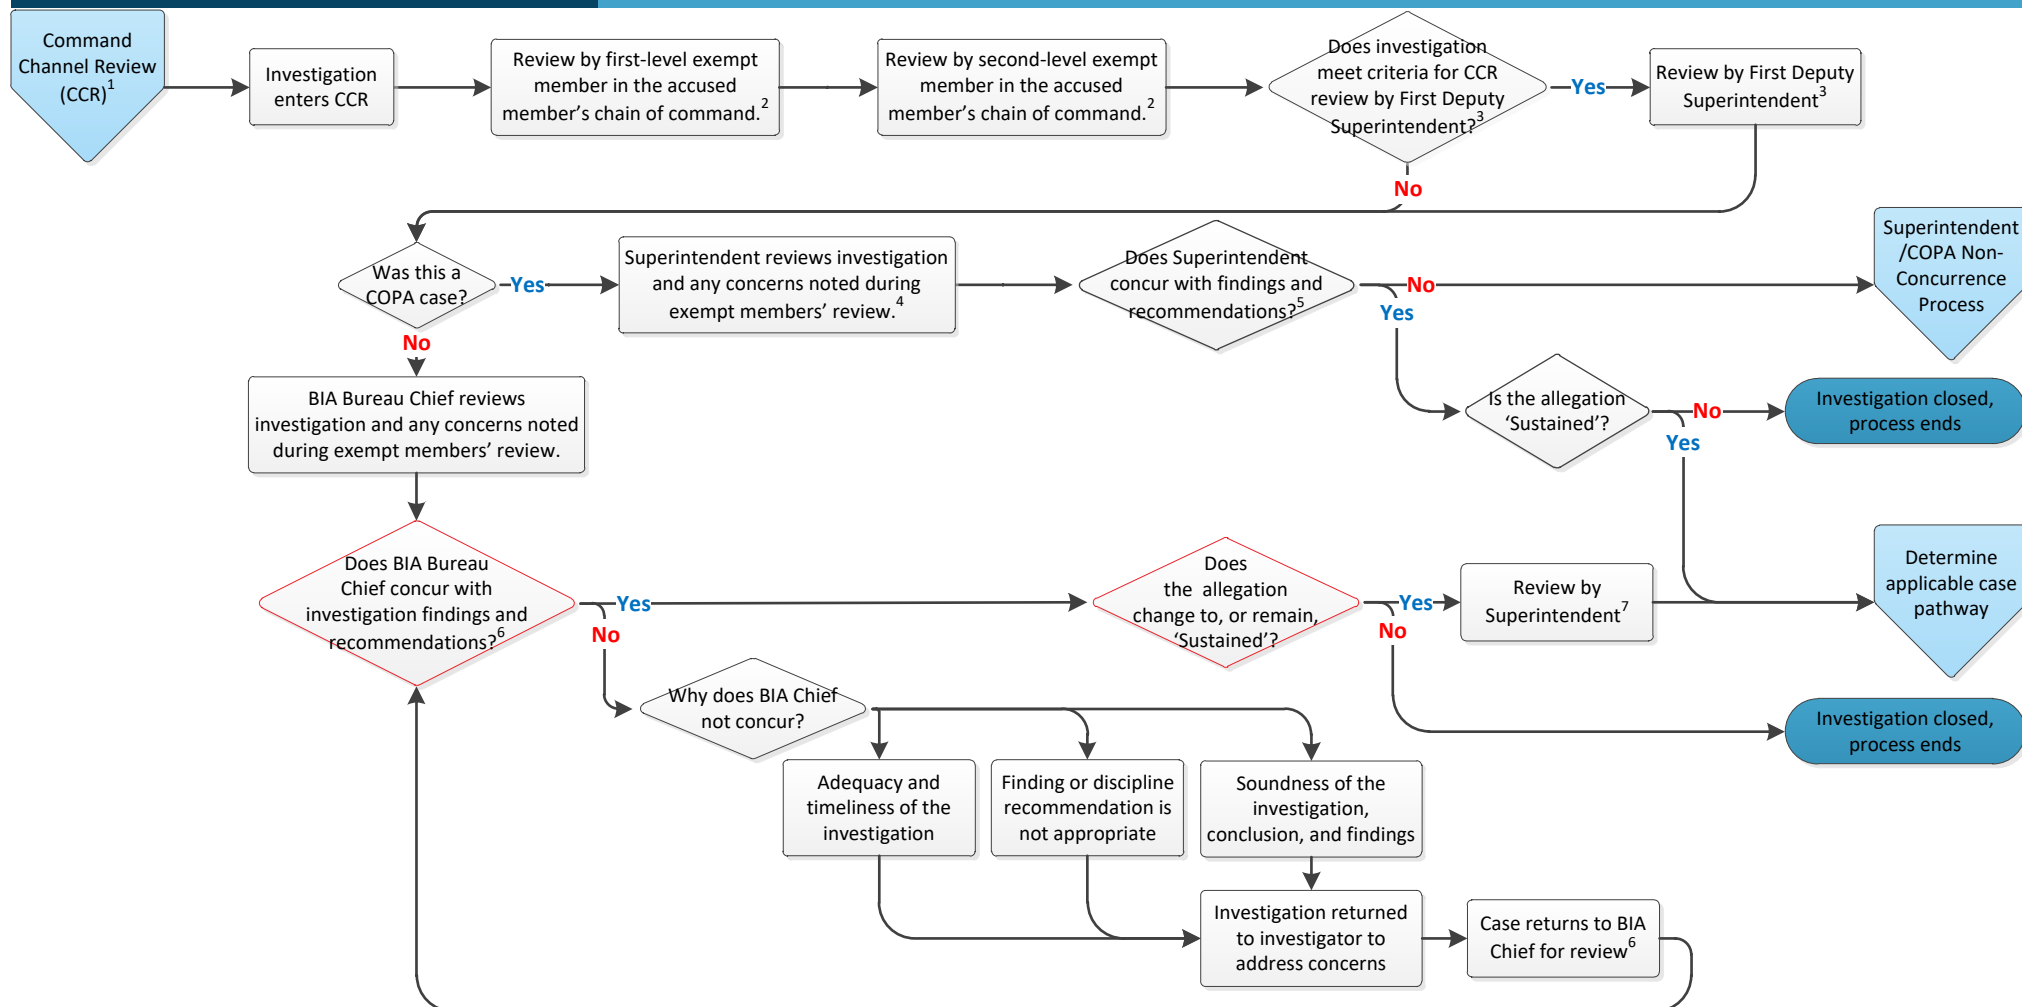 Command
Channel Review
(CCR)1
Investigation
enters CCR
Review by first-level exempt
member in the accused
member's chain of command.2
Review by second-level exempt
member in the accused
member's chain of command.2
Does investigation
meet criteria for CCR
review by First Deputy
Superintendent?3
Yes
Review by First Deputy
Superintendent3
No
Was this a
COPA case?
Yes
Superintendent reviews investigation
and any concerns noted during
exempt members' review.4
Does Superintendent
concur with findings and
recommendations?5
No
Superintendent
/COPA Non-
Concurrence
Process
Yes
No
Is the allegation
'Sustained'?
No
Investigation closed,
process ends
Yes
BIA Bureau Chief reviews
investigation and any concerns noted
during exempt members' review.
Does BIA Bureau
Chief concur with
investigation findings and
recommendations?6
Yes
No
Does
the allegation
change to, or remain,
'Sustained'?
Yes
No
Review by
Superintendent7
Determine
applicable case
pathway
Why does BIA Chief
not concur?
Investigation closed,
process ends
Adequacy and
timeliness of the
investigation
Finding or discipline
recommendation is
not appropriate
Soundness of the
investigation,
conclusion, and findings
Investigation returned
to investigator to
address concerns
Case returns to BIA
Chief for review6